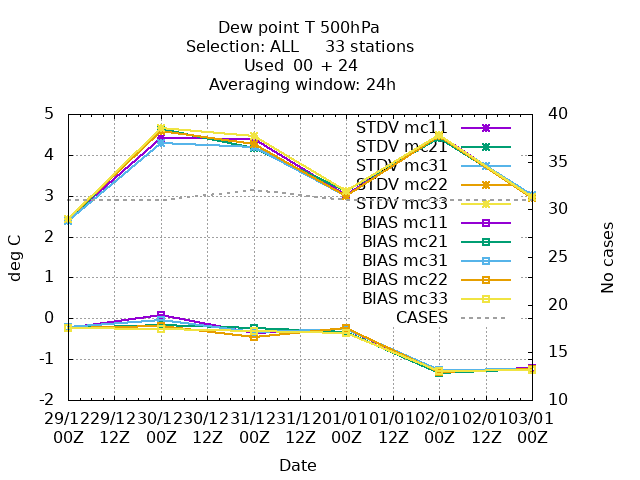 Dew point T 500hPa
Selection: ALL 33 stations
Used 00 + 24
Averaging window: 24h
5
4
3
2
1
0
-1
-2
deg C
40
35
30
25
20
15
10
No cases
STDV mc11
STDV mc21
STDV mc31
STDV mc22
STDV mc33
BIAS mc11
BIAS mc21
BIAS mc31
BIAS mc22
BIAS mc33
CASES
29/12 29/12 30/12 30/12 31/12 31/12 01/01 01/01 02/01 02/01 03/01
00Z 12Z 00Z 12Z 00Z 12Z 00Z 12Z 00Z 12Z 00Z
Date